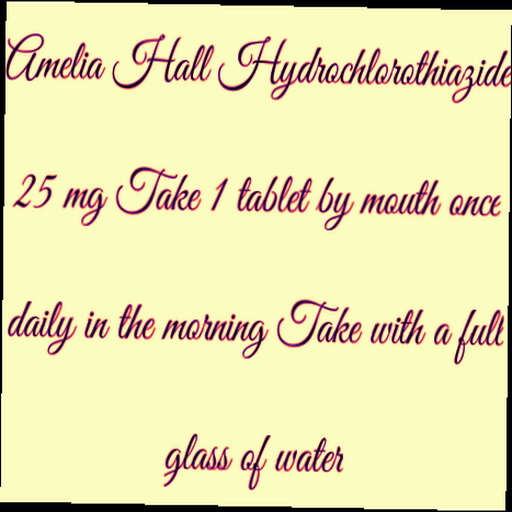 Amelia Hall Hydrochlorothiazide
25 mg Take 1 tablet by mouth once
daily in the morning Take with a full
glass of water